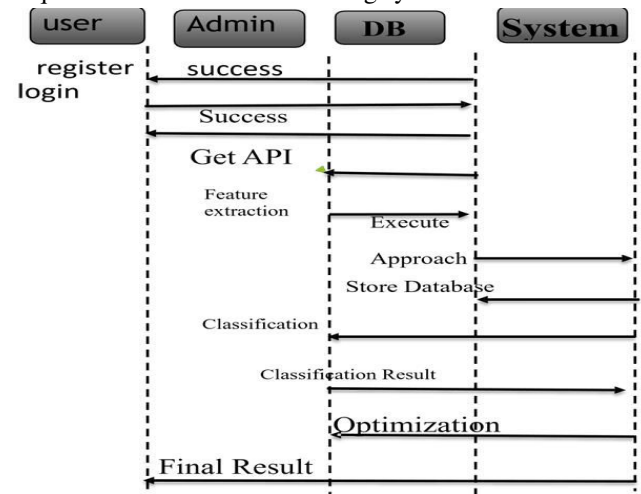 user
Admin
DB
System
register
success
login
Success
Get API
Feature
extraction
Execute
Approach
Store Database
Classification
Classification Result
Optimization
Final Result